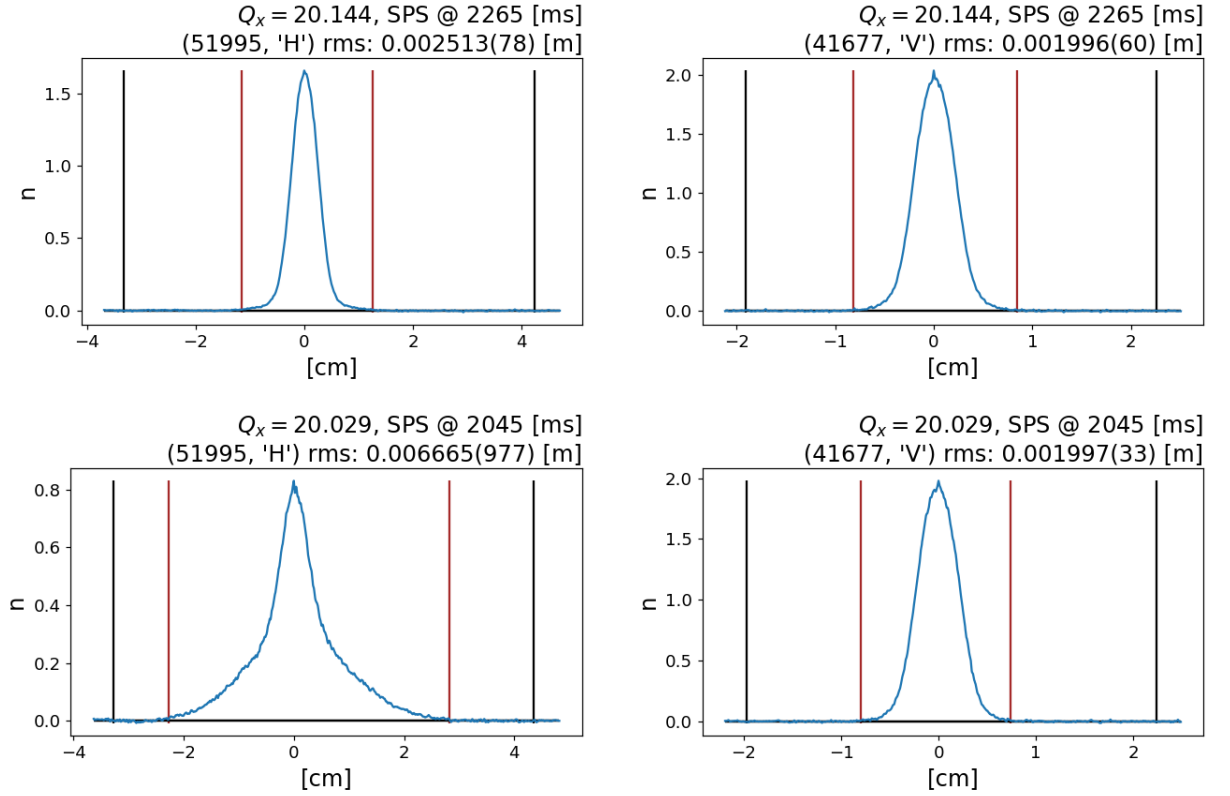 Q_x = 20.144, SPS @ 2265 [ms]
(51995, 'H') rms: 0.002513(78) [m]
1.5
1.0
0.5
0.0
n
−4 −2 0 2 4
[cm]
Q_x = 20.144, SPS @ 2265 [ms]
(41677, 'V') rms: 0.001996(60) [m]
2.0
1.5
1.0
0.5
0.0
n
−2 −1 0 1 2
[cm]
Q_x = 20.029, SPS @ 2045 [ms]
(51995, 'H') rms: 0.006665(977) [m]
0.8
0.6
0.4
0.2
0.0
n
−4 −2 0 2 4
[cm]
Q_x = 20.029, SPS @ 2045 [ms]
(41677, 'V') rms: 0.001997(33) [m]
2.0
1.5
1.0
0.5
0.0
n
−2 −1 0 1 2
[cm]